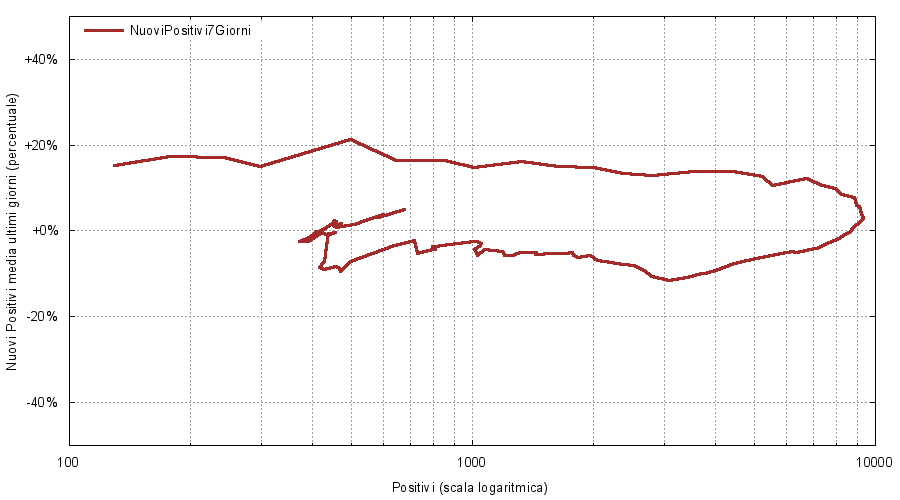 NuoviPositivi7Giorni
+40%
+20%
+0%
-20%
-40%
Nuovi Positivi media ultimi giorni (percentuale)
100
1000
10000
Positivi (scala logaritmica)